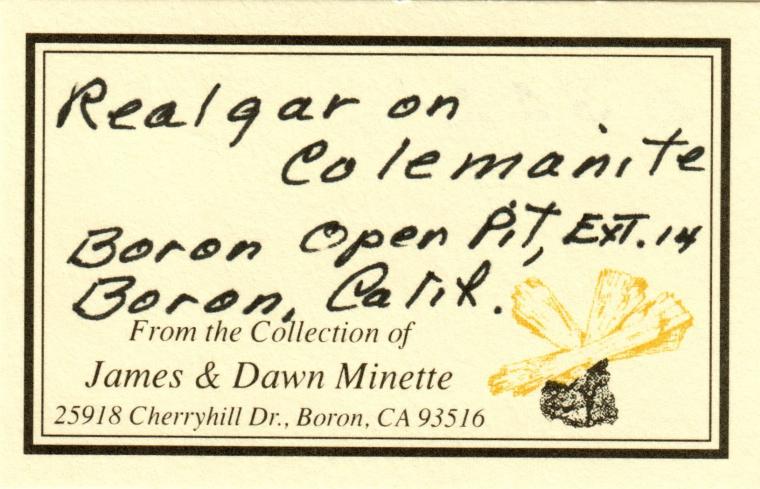 Realgar on
Colemanite
Boron Open Pit, EXT. 14
Boron, Calif.
From the Collection of
James & Dawn Minette
25918 Cherryhill Dr., Boron, CA 93516